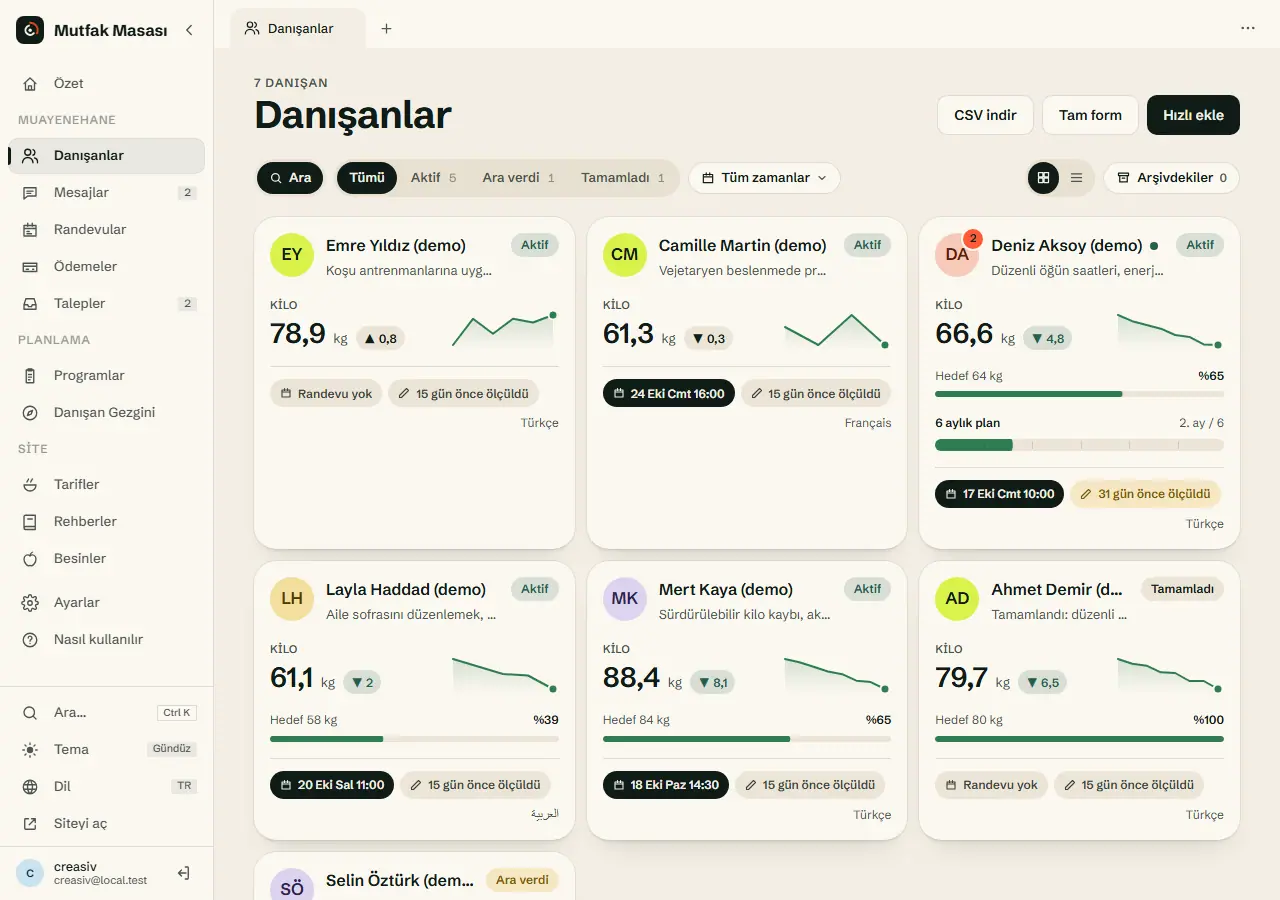 Mutfak Masası
Özet
MUAYENEHANE
Danışanlar
Mesajlar 2
Randevular
Ödemeler
Talepler 2
PLANLAMA
Programlar
Danışan Gezgini
SİTE
Tarifler
Rehberler
Besinler
Ayarlar
Nasıl kullanılır
Ara... Ctrl K
Tema Gündüz
Dil TR
Siteyi aç
C creasiv
creasiv@local.test
Danışanlar
7 DANIŞAN
Danışanlar
CSV indir Tam form Hızlı ekle
Ara Tümü Aktif 5 Ara verdi 1 Tamamladı 1 Tüm zamanlar Arşivdekiler 0
EY Emre Yıldız (demo) Aktif
Koşu antrenmanlarına uyg...
KİLO
78,9 kg ▲ 0,8
Randevu yok 15 gün önce ölçüldü
Türkçe
CM Camille Martin (demo) Aktif
Vejetaryen beslenmede pr...
KİLO
61,3 kg ▼ 0,3
24 Eki Cmt 16:00 15 gün önce ölçüldü
Français
DA 2 Deniz Aksoy (demo) Aktif
Düzenli öğün saatleri, enerj...
KİLO
66,6 kg ▼ 4,8
Hedef 64 kg %65
6 aylık plan 2. ay / 6
17 Eki Cmt 10:00 31 gün önce ölçüldü
Türkçe
LH Layla Haddad (demo) Aktif
Aile sofrasını düzenlemek, ...
KİLO
61,1 kg ▼ 2
Hedef 58 kg %39
20 Eki Sal 11:00 15 gün önce ölçüldü
العربية
MK Mert Kaya (demo) Aktif
Sürdürülebilir kilo kaybı, ak...
KİLO
88,4 kg ▼ 8,1
Hedef 84 kg %65
18 Eki Paz 14:30 15 gün önce ölçüldü
Türkçe
AD Ahmet Demir (d... Tamamladı
Tamamlandı: düzenli ...
KİLO
79,7 kg ▼ 6,5
Hedef 80 kg %100
Randevu yok 15 gün önce ölçüldü
Türkçe
SÖ Selin Öztürk (dem... Ara verdi